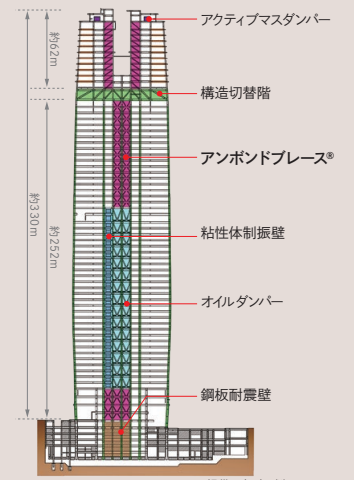 アクティブマスダンパー
約62m
構造切替階
アンボンドブレース®
約330m
約252m
粘性体制振壁
オイルダンパー
鋼板耐震壁